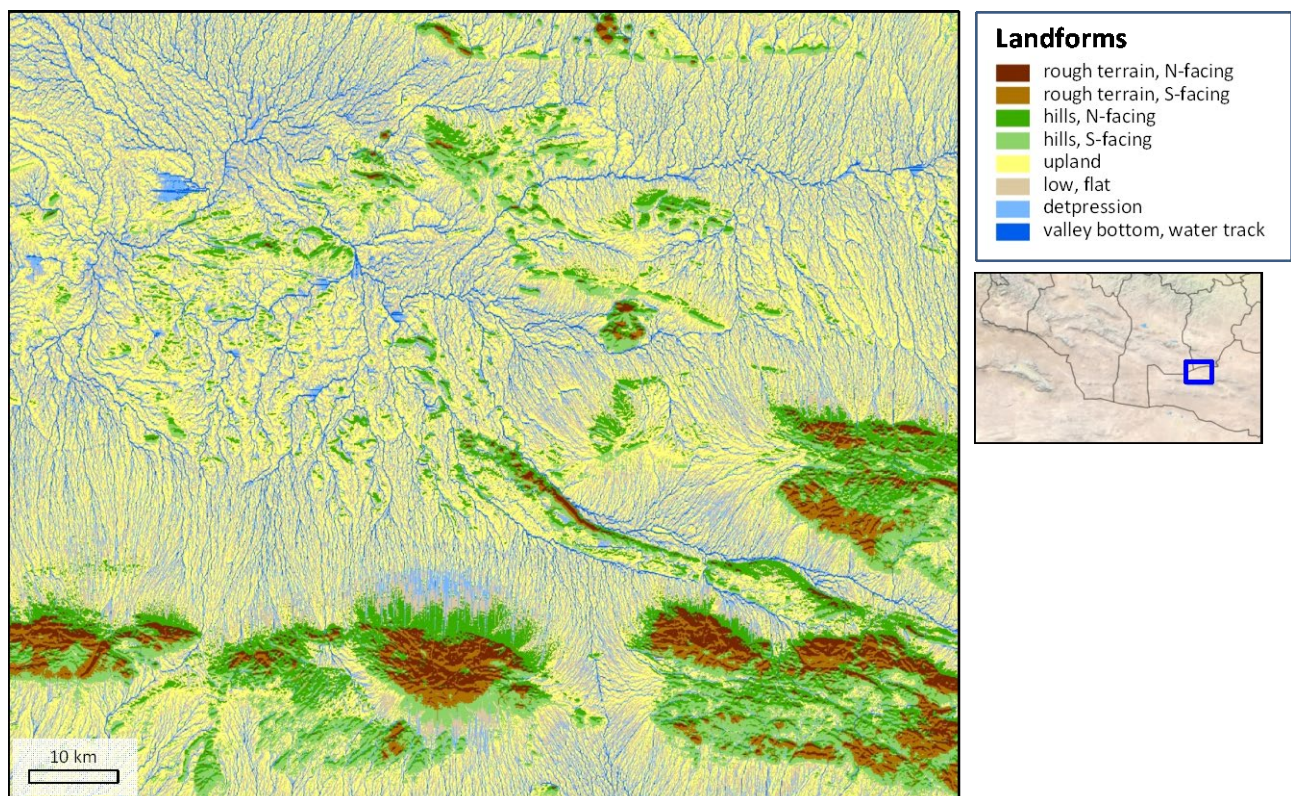 Landforms
rough terrain, N-facing
rough terrain, S-facing
hills, N-facing
hills, S-facing
upland
low, flat
detpression
valley bottom, water track
10 km